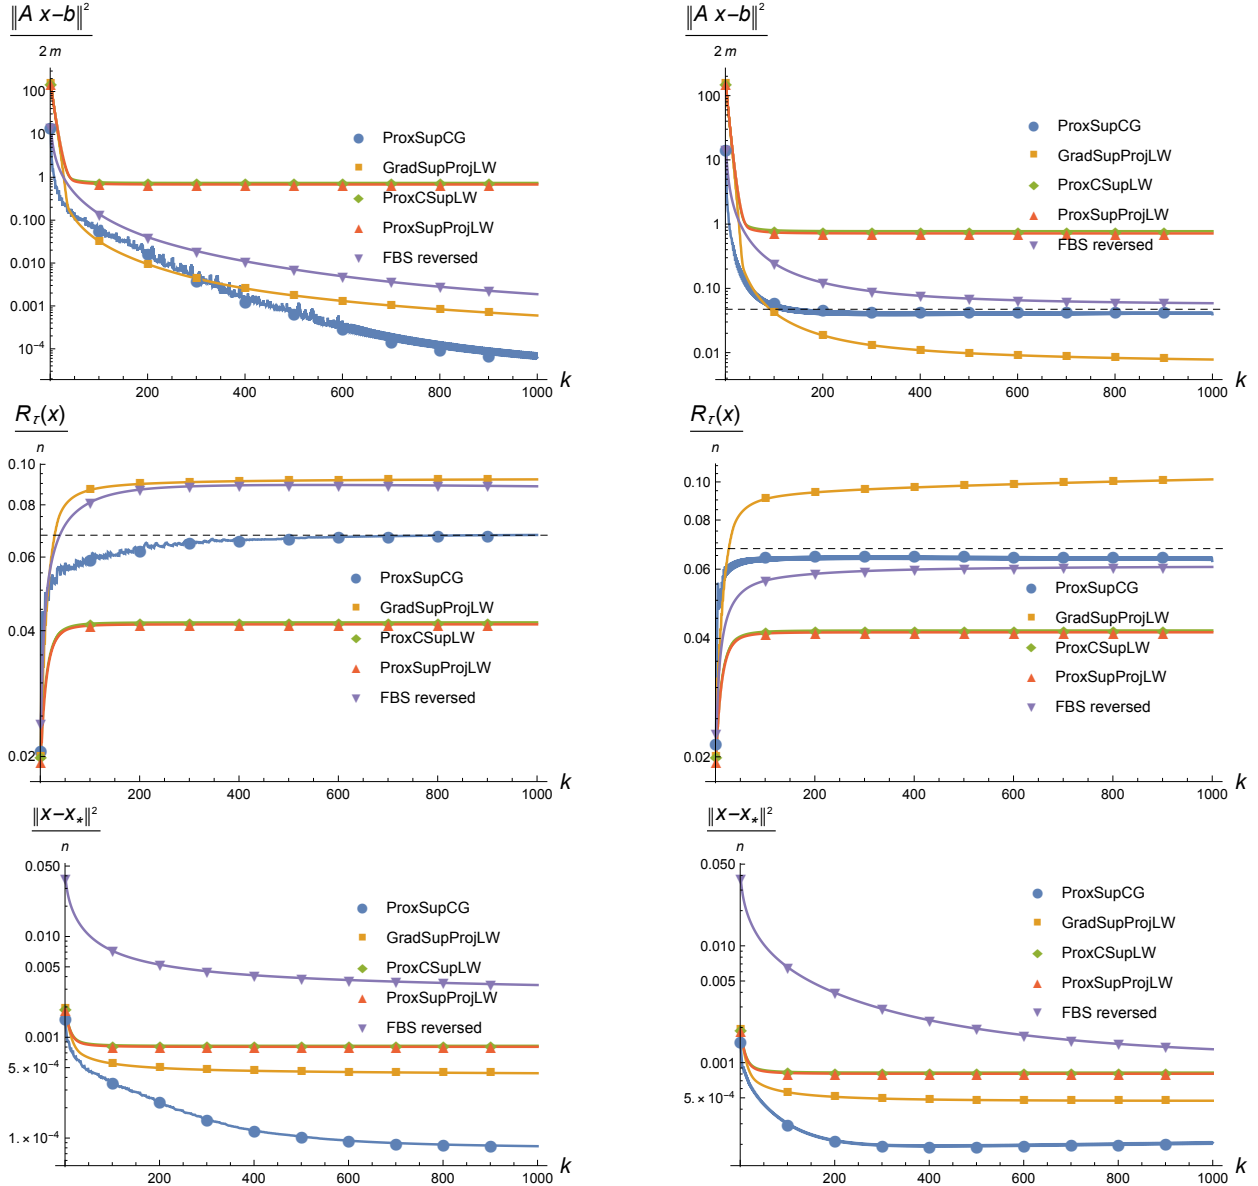 ‖A x-b‖²
2 m
100
10
1
0.100
0.010
0.001
10⁻⁴
200 400 600 800 1000 k
ProxSupCG
GradSupProjLW
ProxCSupLW
ProxSupProjLW
FBS reversed
‖A x-b‖²
2 m
100
10
1
0.10
0.01
200 400 600 800 1000 k
ProxSupCG
GradSupProjLW
ProxCSupLW
ProxSupProjLW
FBS reversed
R_τ(x)
n
0.10
0.08
0.06
0.04
0.02
200 400 600 800 1000 k
ProxSupCG
GradSupProjLW
ProxCSupLW
ProxSupProjLW
FBS reversed
R_τ(x)
n
0.10
0.08
0.06
0.04
0.02
200 400 600 800 1000 k
ProxSupCG
GradSupProjLW
ProxCSupLW
ProxSupProjLW
FBS reversed
‖x-x_*‖²
n
0.050
0.010
0.005
0.001
5. × 10⁻⁴
1. × 10⁻⁴
200 400 600 800 1000 k
ProxSupCG
GradSupProjLW
ProxCSupLW
ProxSupProjLW
FBS reversed
‖x-x_*‖²
n
0.050
0.010
0.005
0.001
5. × 10⁻⁴
200 400 600 800 1000 k
ProxSupCG
GradSupProjLW
ProxCSupLW
ProxSupProjLW
FBS reversed